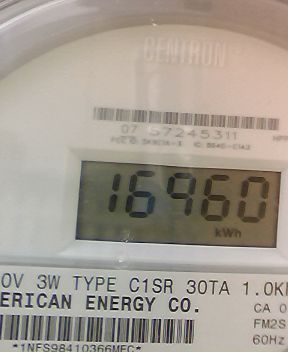 CENTRON
07 57245311
16960
kWh
0V 3W TYPE C1SR 30TA 1.0K
ERICAN ENERGY CO.
CA 0
FM2S
60Hz
*1NFS98410366MFC*